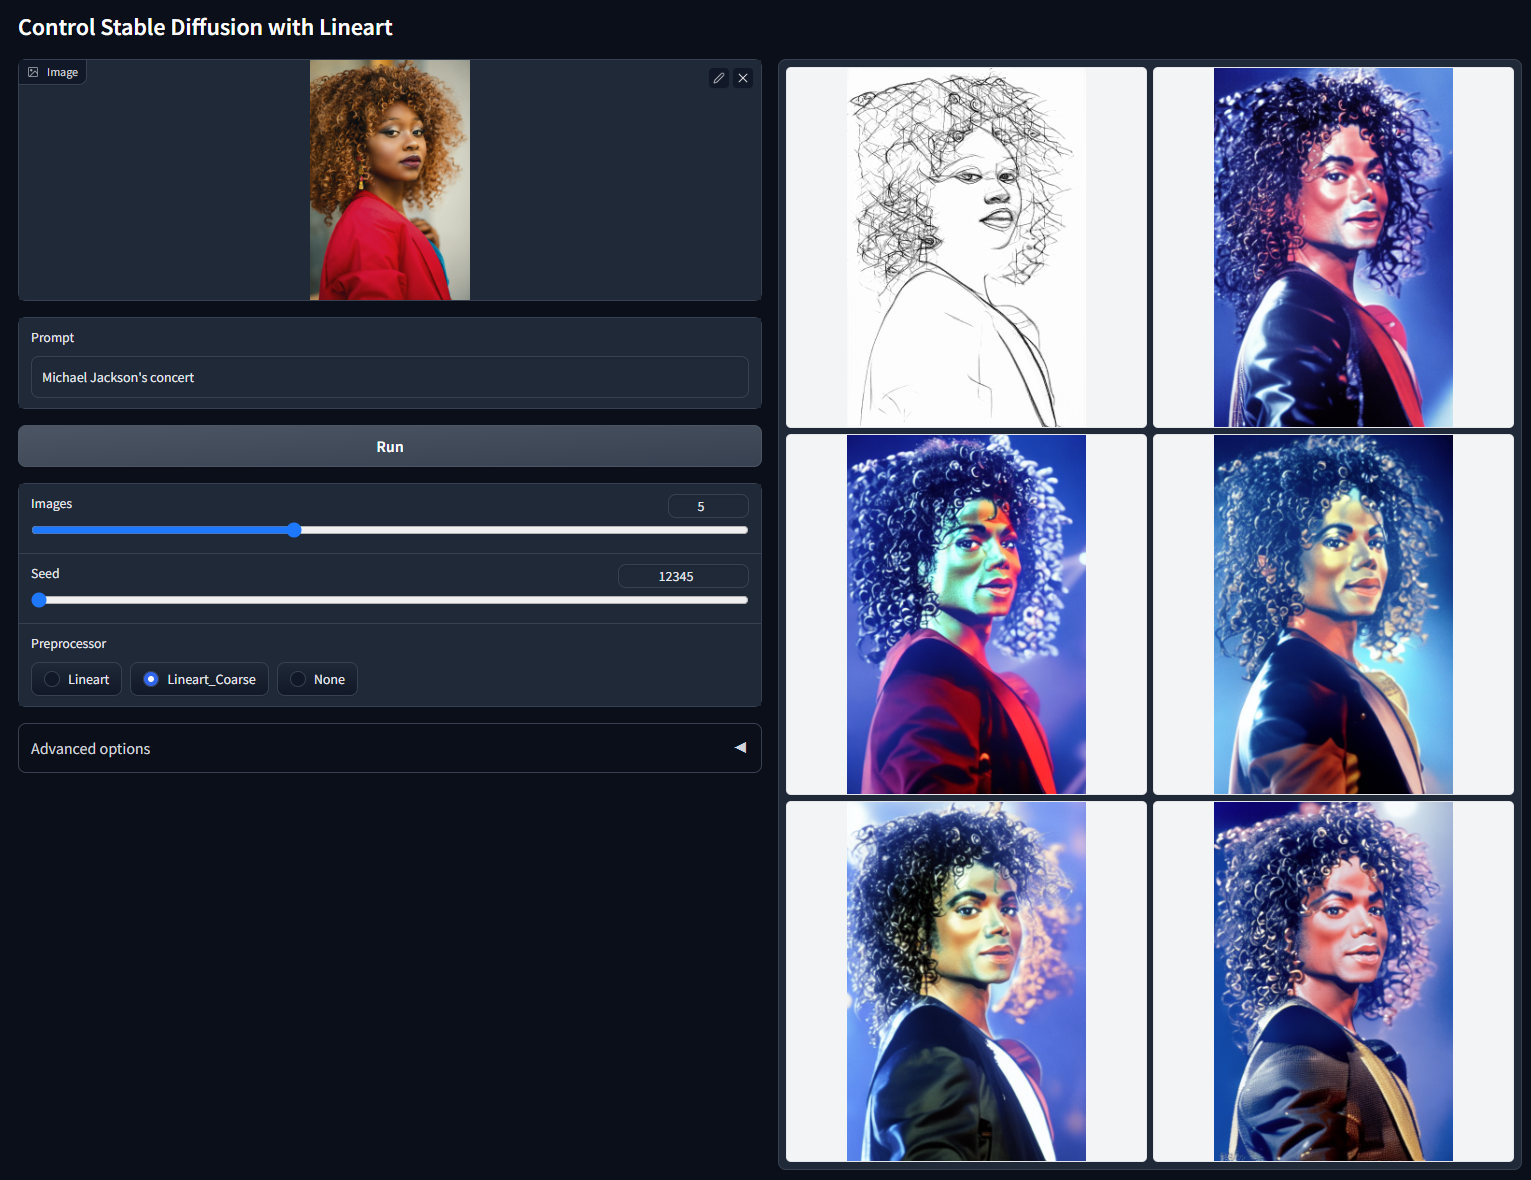 Control Stable Diffusion with Lineart
Image
Prompt
Michael Jackson's concert
Run
Images
5
Seed
12345
Preprocessor
Lineart
Lineart_Coarse
None
Advanced options